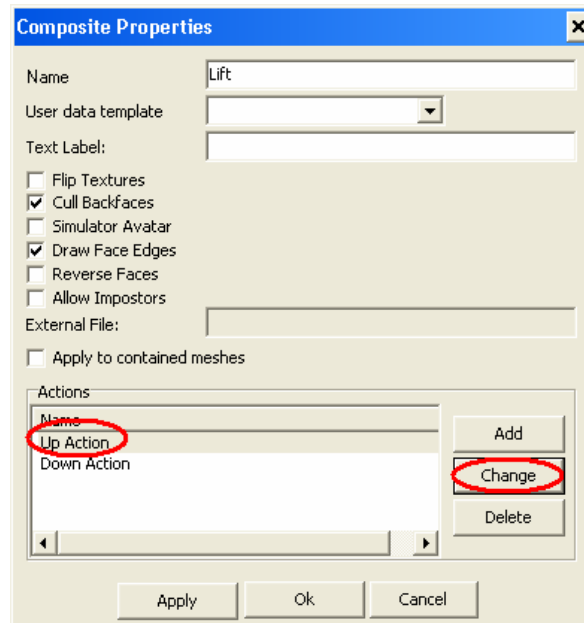 Composite Properties
Name
Lift
User data template
Text Label:
Flip Textures
Cull Backfaces
Simulator Avatar
Draw Face Edges
Reverse Faces
Allow Impostors
External File:
Apply to contained meshes
Actions
Name
Up Action
Down Action
Add
Change
Delete
Apply
Ok
Cancel